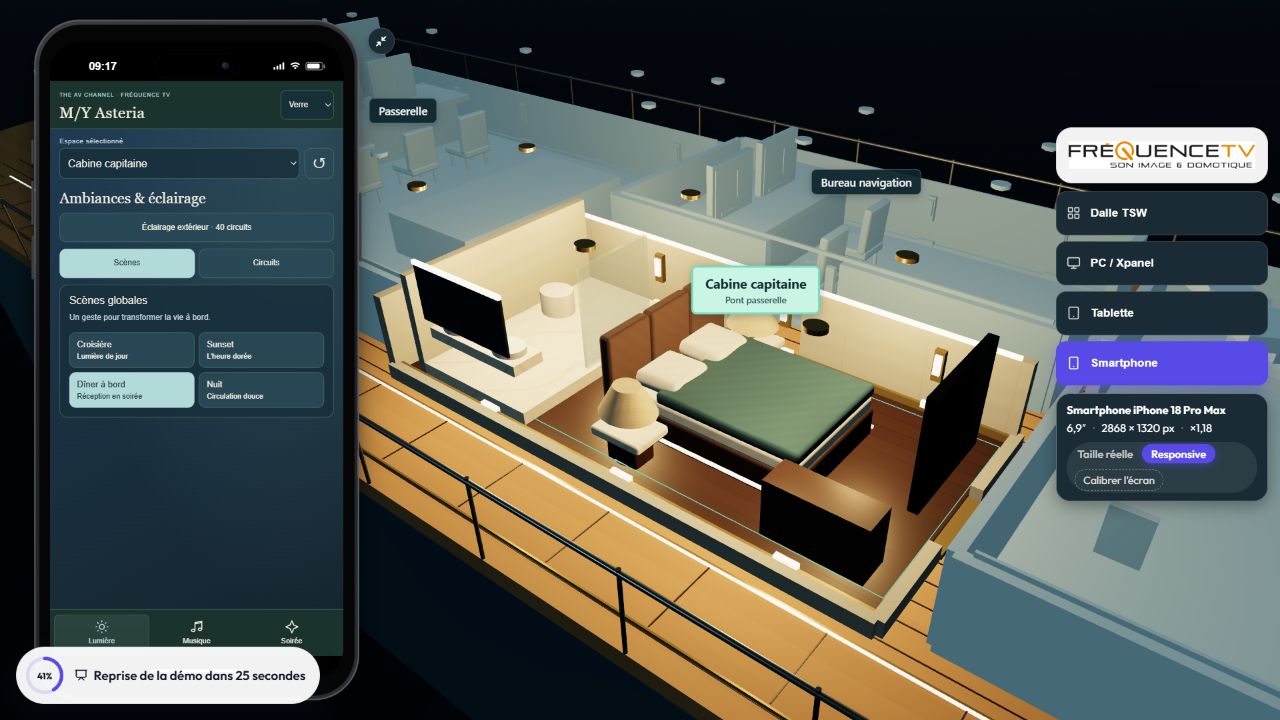 09:17
THE AV CHANNEL · FRÉQUENCE TV
M/Y Asteria
Verre
Espace sélectionné
Cabine capitaine
Ambiances & éclairage
Éclairage extérieur · 40 circuits
Scènes
Circuits
Scènes globales
Un geste pour transformer la vie à bord.
Croisière
Lumière de jour
Sunset
L'heure dorée
Dîner à bord
Réception en soirée
Nuit
Circulation douce
Lumière
Musique
Soirée
41%
Reprise de la démo dans 25 secondes
Passerelle
Bureau navigation
Cabine capitaine
Pont passerelle
FRÉQUENCETV
SON IMAGE & DOMOTIQUE
Dalle TSW
PC / Xpanel
Tablette
Smartphone
Smartphone iPhone 18 Pro Max
6,9″ · 2868 × 1320 px · ×1,18
Taille réelle
Responsive
Calibrer l'écran